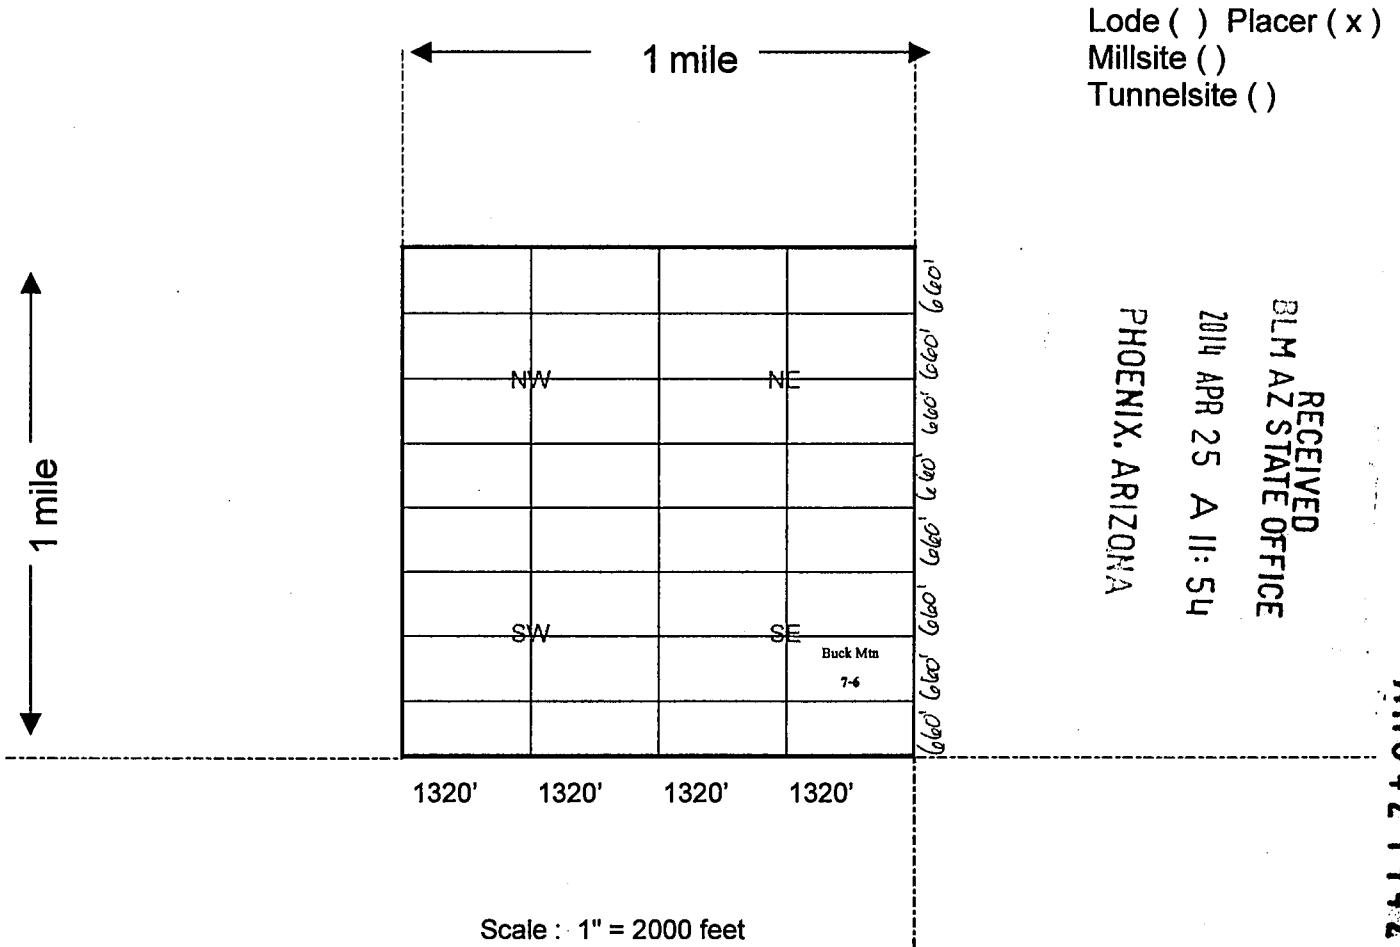 Lode ( ) Placer ( x )
Millsite ( )
Tunnelsite ( )
1 mile
1 mile
NW
NE
SW
SE
Buck Mtn
7-6
660'
660'
660'
660'
660'
660'
660'
660'
1320' 1320' 1320' 1320'
Scale : 1" = 2000 feet
RECEIVED
BLM AZ STATE OFFICE
2014 APR 25 A 11: 54
PHOENIX, ARIZONA